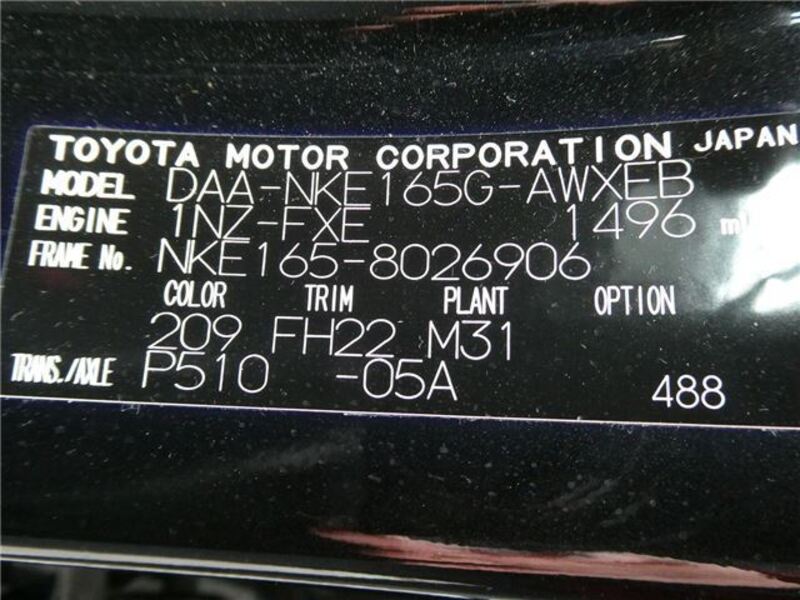 TOYOTA MOTOR CORPORATION JAPAN
MODEL DAA-NKE165G-AWXEB
ENGINE 1NZ-FXE 1496
FRAME No. NKE165-8026906
COLOR TRIM PLANT OPTION
209 FH22 M31
TRANS./AXLE P510 -05A 488